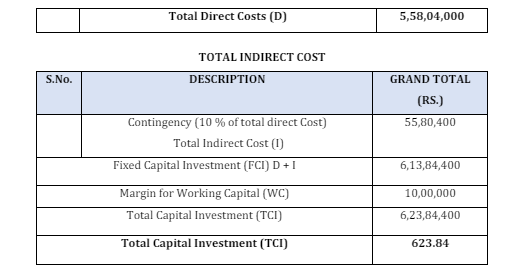 Total Direct Costs (D) 5,58,04,000
TOTAL INDIRECT COST
S.No. DESCRIPTION GRAND TOTAL
(RS.)
Contingency (10 % of total direct Cost) 55,80,400
Total Indirect Cost (I)
Fixed Capital Investment (FCI) D + I 6,13,84,400
Margin for Working Capital (WC) 10,00,000
Total Capital Investment (TCI) 6,23,84,400
Total Capital Investment (TCI) 623.84